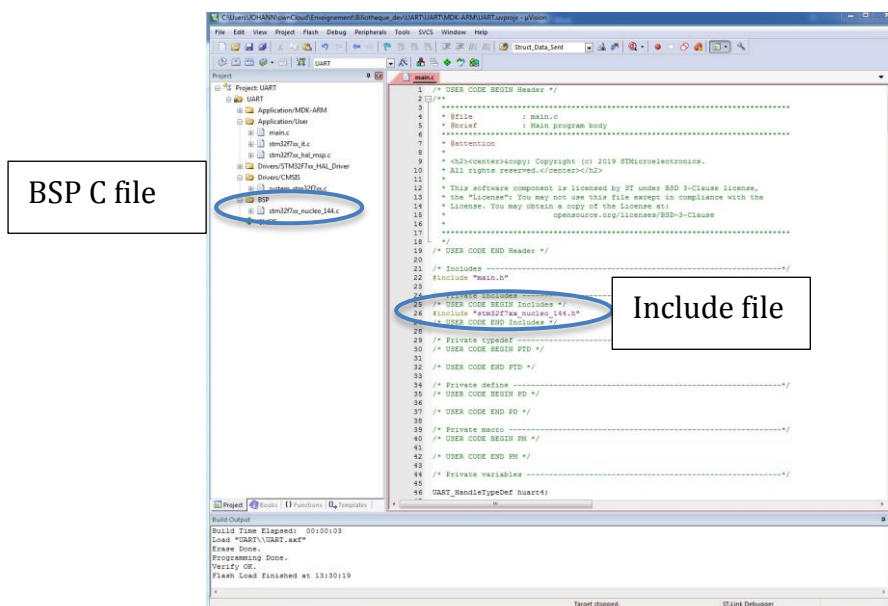 C:\Users\JOHANN\ownCloud\Enseignement\Biliotheque_dev\UART\UART\MDK-ARM\UART.uvprojx - µVision
File Edit View Project Flash Debug Peripherals Tools SVCS Window Help
Struct_Data_Sent
UART
Project
main.c
Project: UART
UART
Application/MDK-ARM
Application/User
main.c
stm32f7xx_it.c
stm32f7xx_hal_msp.c
Drivers/STM32F7xx_HAL_Driver
Drivers/CMSIS
system_stm32f7xx.c
BSP
stm32f7xx_nucleo_144.c
CMSIS
BSP C file
1 /* USER CODE BEGIN Header */
2 /**
3 ******************************************************************************
4 * @file : main.c
5 * @brief : Main program body
6 ******************************************************************************
7 * @attention
8 *
9 * <h2><center>&copy; Copyright (c) 2019 STMicroelectronics.
10 * All rights reserved.</center></h2>
11 *
12 * This software component is licensed by ST under BSD 3-Clause license,
13 * the "License"; You may not use this file except in compliance with the
14 * License. You may obtain a copy of the License at:
15 * opensource.org/licenses/BSD-3-Clause
16 *
17 ******************************************************************************
18 */
19 /* USER CODE END Header */
20
21 /* Includes ------------------------------------------------------------------*/
22 #include "main.h"
23
24 /* Private includes ----------------------------------------------------------
25 /* USER CODE BEGIN Includes */
26 #include "stm32f7xx_nucleo_144.h"
27 /* USER CODE END Includes */
28
29 /* Private typedef -----------------------------------------------------------
30 /* USER CODE BEGIN PTD */
31
32 /* USER CODE END PTD */
33
34 /* Private define ------------------------------------------------------------*/
35 /* USER CODE BEGIN PD */
36
37 /* USER CODE END PD */
38
39 /* Private macro -------------------------------------------------------------*/
40 /* USER CODE BEGIN PM */
41
42 /* USER CODE END PM */
43
44 /* Private variables ---------------------------------------------------------*/
45
46 UART_HandleTypeDef huart4;
Include file
Project Books Functions Templates
Build Output
Build Time Elapsed: 00:00:03
Load "UART\\UART.axf"
Erase Done.
Programming Done.
Verify OK.
Flash Load finished at 13:30:19
Target stopped. ST-Link Debugger